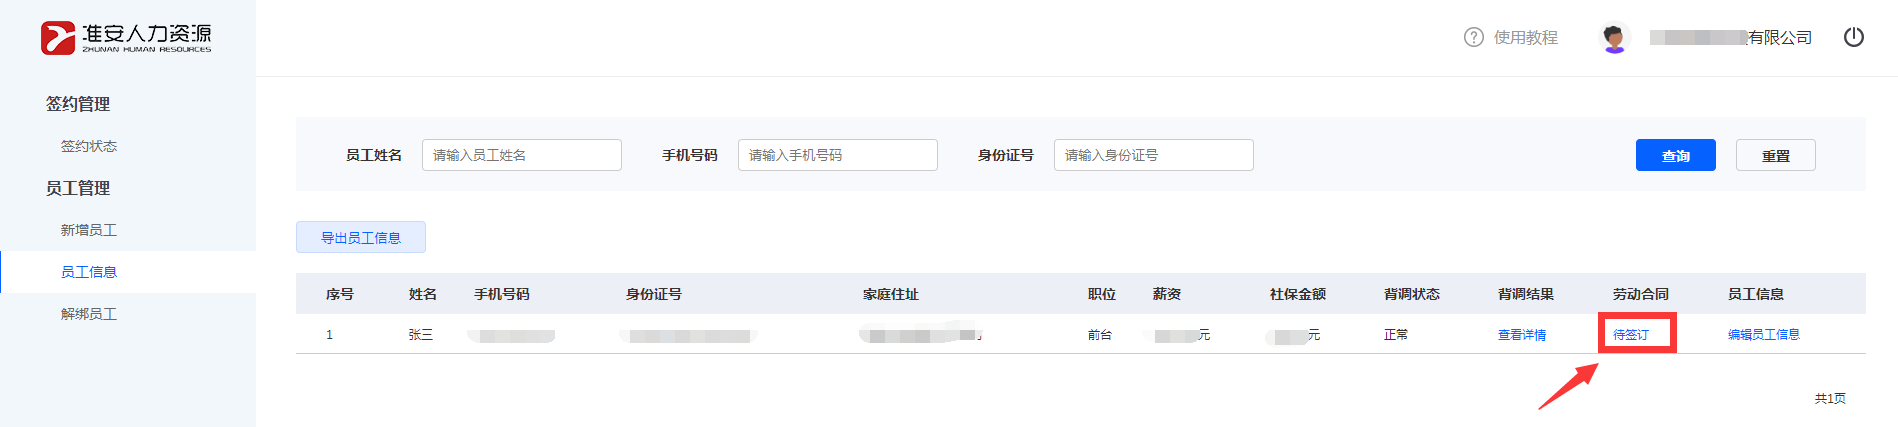 准安人力资源
ZHUNAN HUMAN RESOURCES
使用教程
有限公司
签约管理
签约状态
员工管理
新增员工
员工信息
解绑员工
员工姓名 请输入员工姓名 手机号码 请输入手机号码 身份证号 请输入身份证号 查询 重置
导出员工信息
序号 姓名 手机号码 身份证号 家庭住址 职位 薪资 社保金额 背调状态 背调结果 劳动合同 员工信息
1 张三 前台 元 元 正常 查看详情 待签订 编辑员工信息
共1页